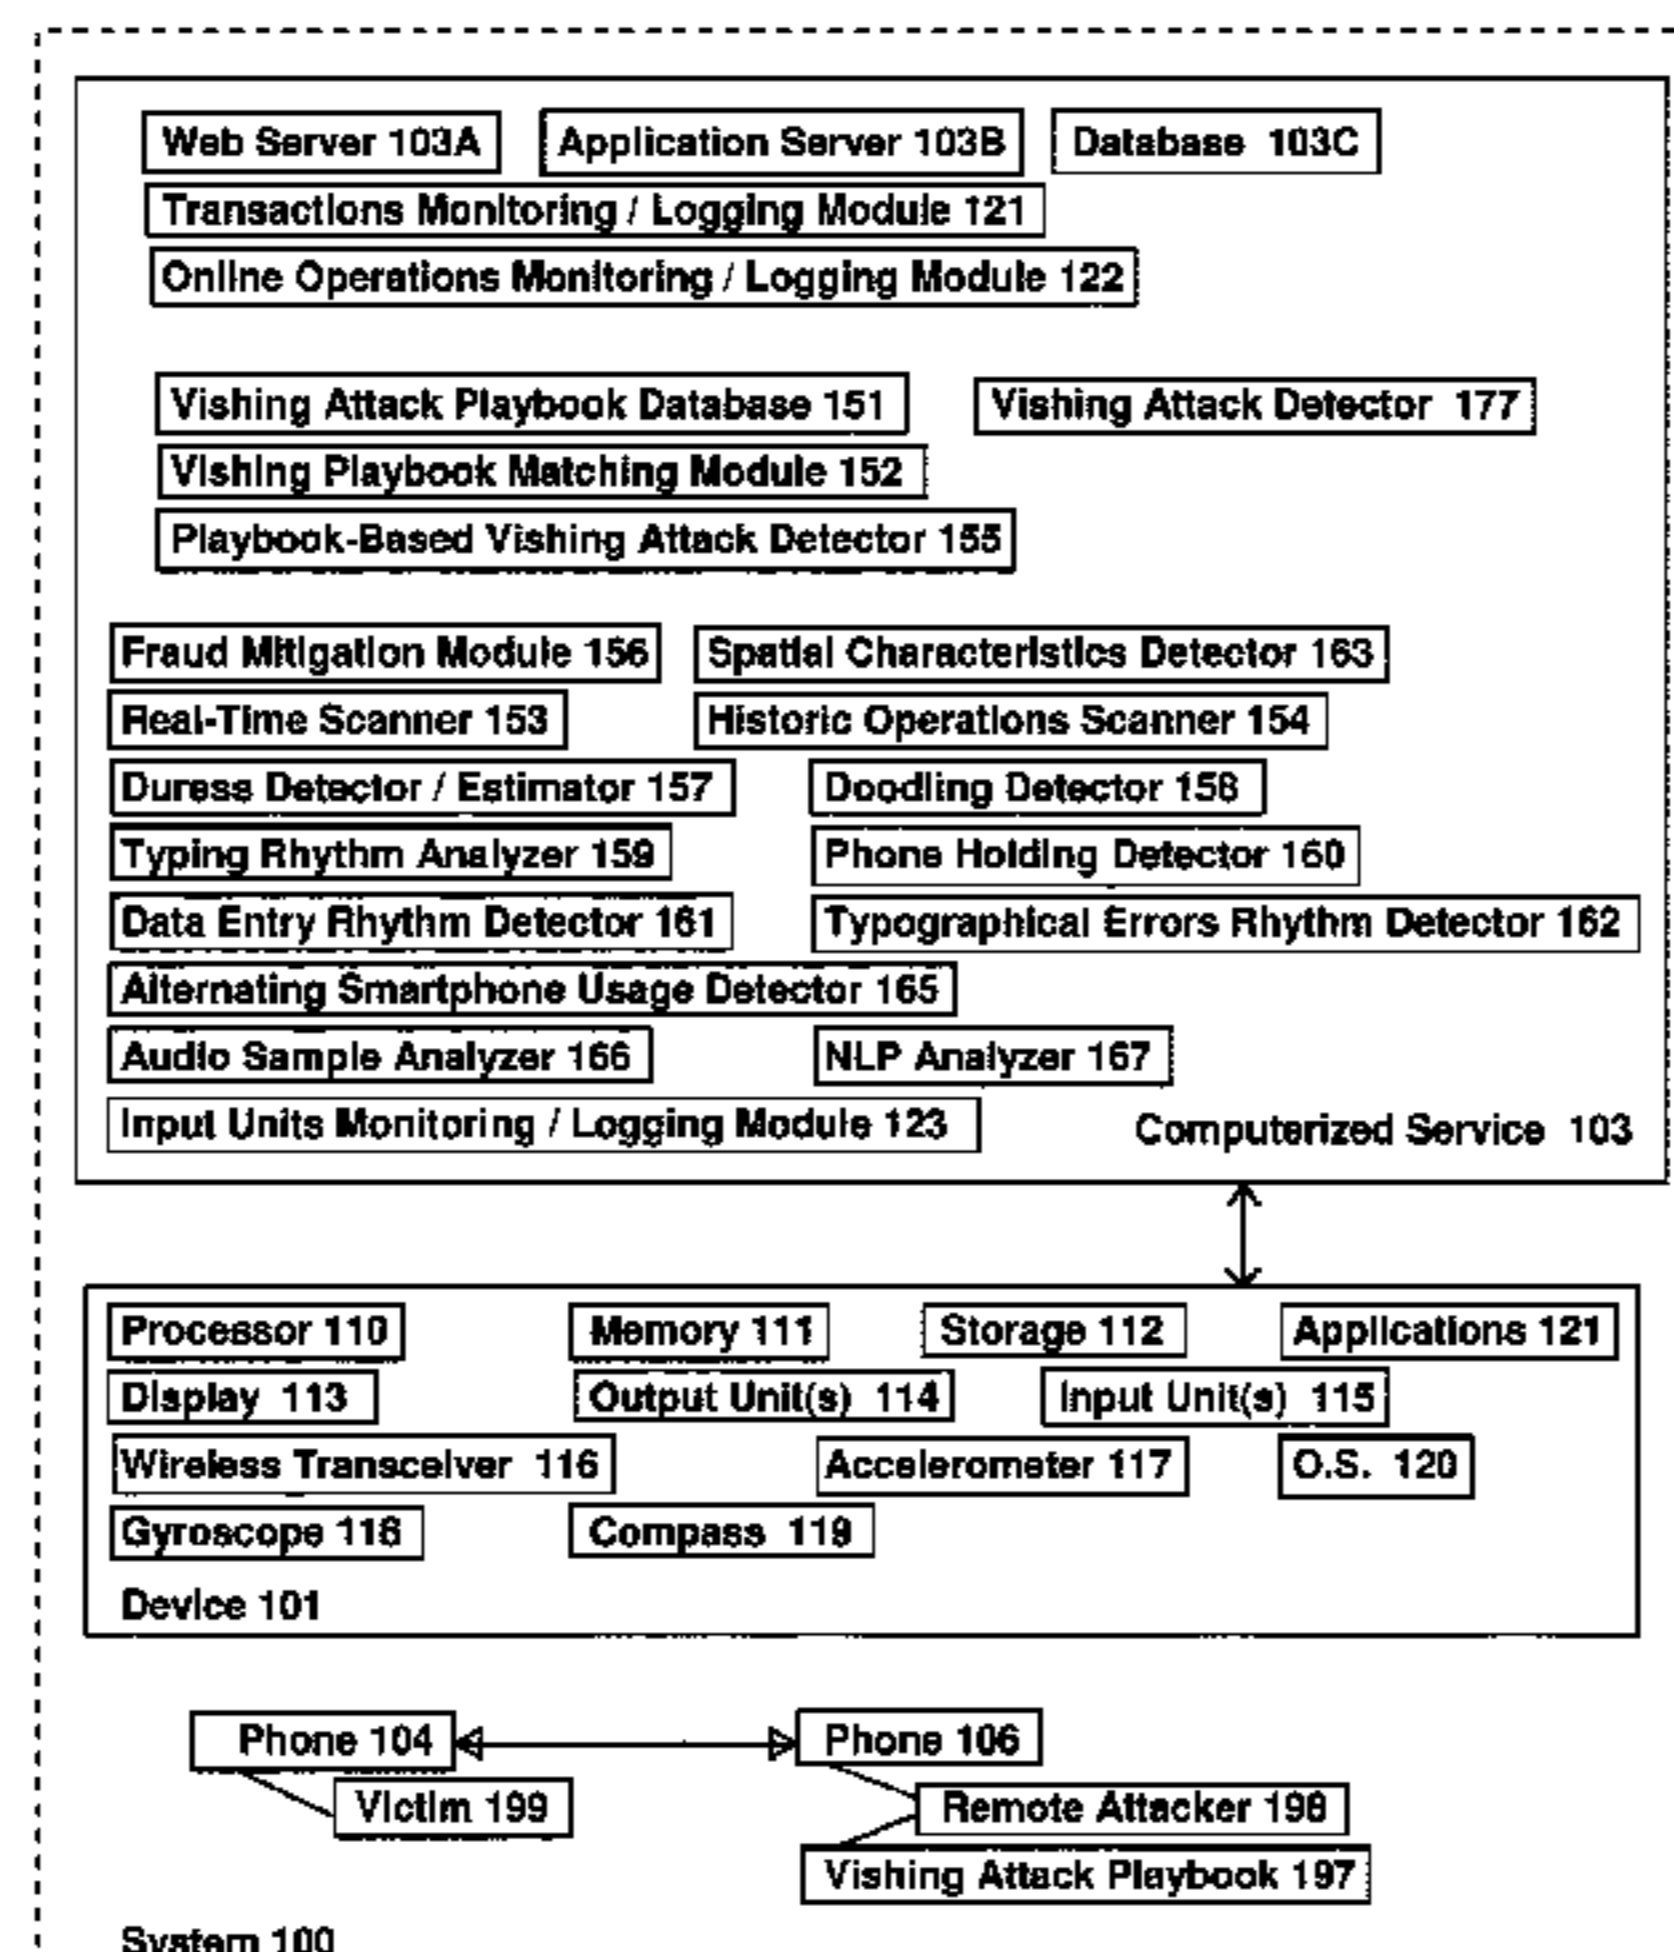 Web Server 103A Application Server 103B Database 103C
Transactions Monitoring / Logging Module 121
Online Operations Monitoring / Logging Module 122
Vishing Attack Playbook Database 151 Vishing Attack Detector 177
Vishing Playbook Matching Module 152
Playbook-Based Vishing Attack Detector 155
Fraud Mitigation Module 156 Spatial Characteristics Detector 163
Real-Time Scanner 153 Historic Operations Scanner 154
Duress Detector / Estimator 157 Doodling Detector 158
Typing Rhythm Analyzer 159 Phone Holding Detector 160
Data Entry Rhythm Detector 161 Typographical Errors Rhythm Detector 162
Alternating Smartphone Usage Detector 165
Audio Sample Analyzer 166 NLP Analyzer 167
Input Units Monitoring / Logging Module 123 Computerized Service 103
Processor 110 Memory 111 Storage 112 Applications 121
Display 113 Output Unit(s) 114 Input Unit(s) 115
Wireless Transceiver 116 Accelerometer 117 O.S. 120
Gyroscope 118 Compass 119
Device 101
Phone 104 Phone 106
Victim 199 Remote Attacker 198
Vishing Attack Playbook 197
System 100